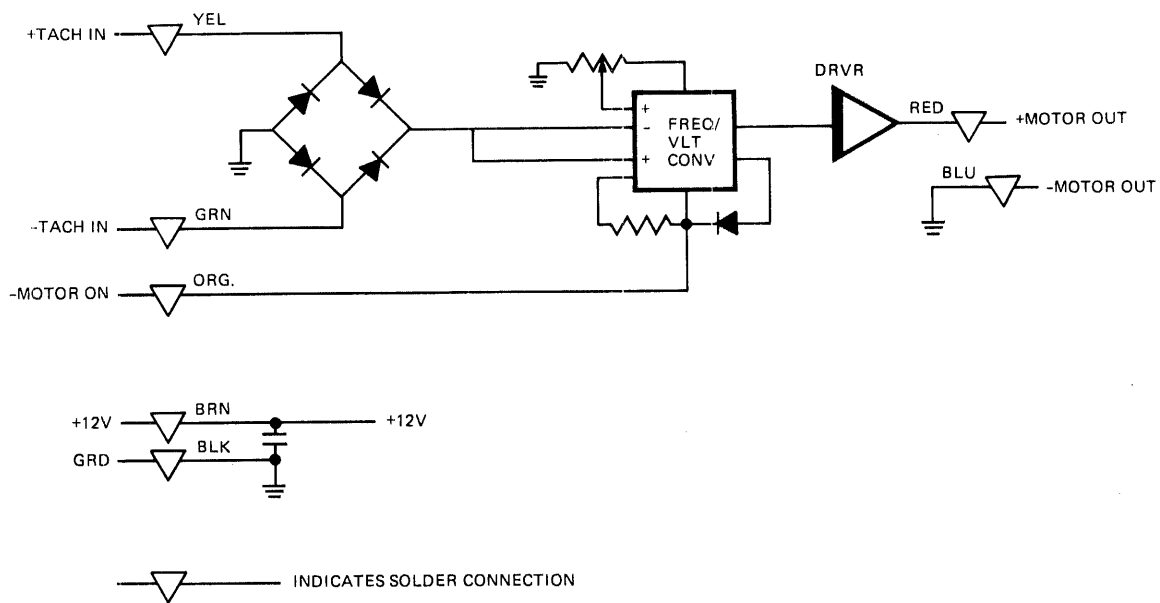 +TACH IN
YEL
-TACH IN
GRN
-MOTOR ON
ORG.
+
-
+
FREQ/
VLT
CONV
DRVR
RED
+MOTOR OUT
BLU
-MOTOR OUT
+12V
BRN
+12V
GRD
BLK
INDICATES SOLDER CONNECTION